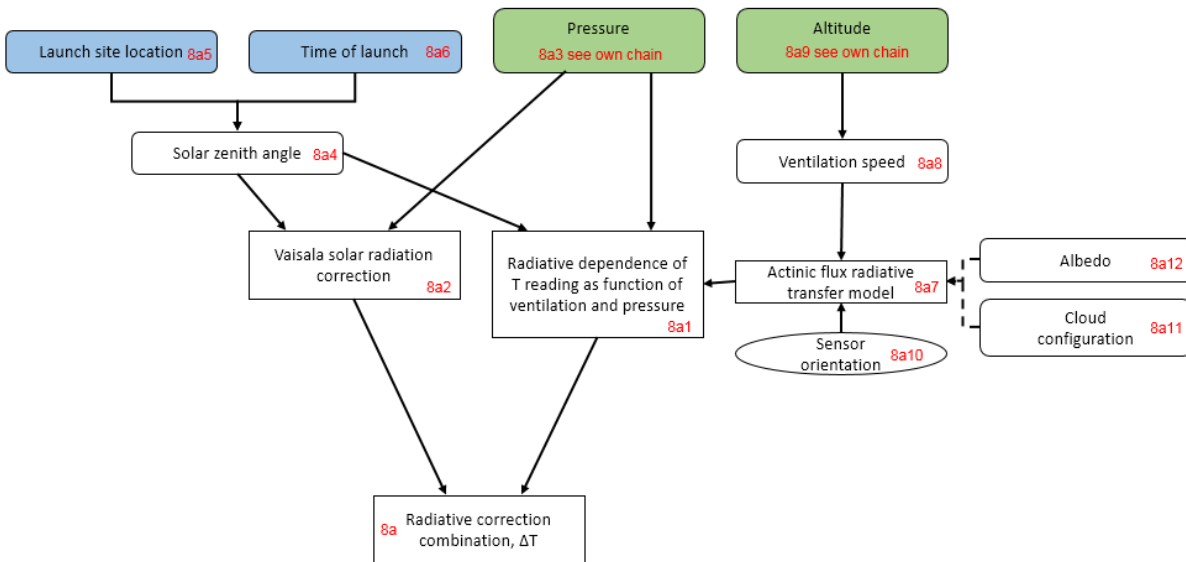 Pressure
8a3 see own chain
Altitude
8a9 see own chain
Launch site location 8a5
Time of launch 8a6
Solar zenith angle 8a4
Ventilation speed 8a8
Vaisala solar radiation
correction
8a2
Radiative dependence of
T reading as function of
ventilation and pressure
8a1
Actinic flux radiative
transfer model 8a7
Albedo 8a12
Cloud
configuration 8a11
Sensor
orientation 8a10
8a Radiative correction
combination, ΔT